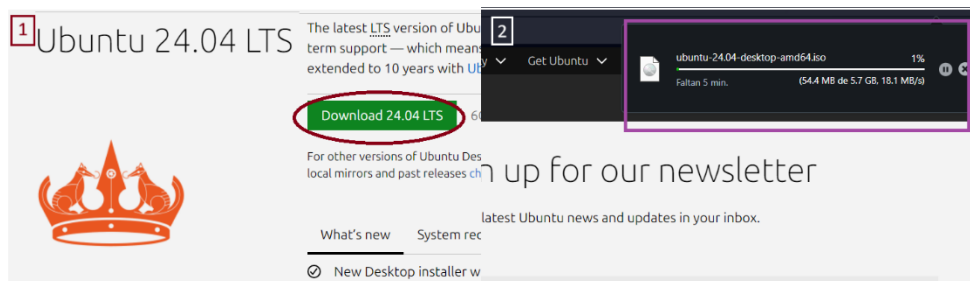 1
Ubuntu 24.04 LTS
The latest LTS version of Ubu
term support — which means
extended to 10 years with
Download 24.04 LTS
For other versions of Ubuntu Des
local mirrors and past releases
What's new System rec
New Desktop installer w
2
Get Ubuntu
ubuntu-24.04-desktop-amd64.iso 1%
Faltan 5 min. (54.4 MB de 5.7 GB, 18.1 MB/s)
up for our newsletter
latest Ubuntu news and updates in your inbox.